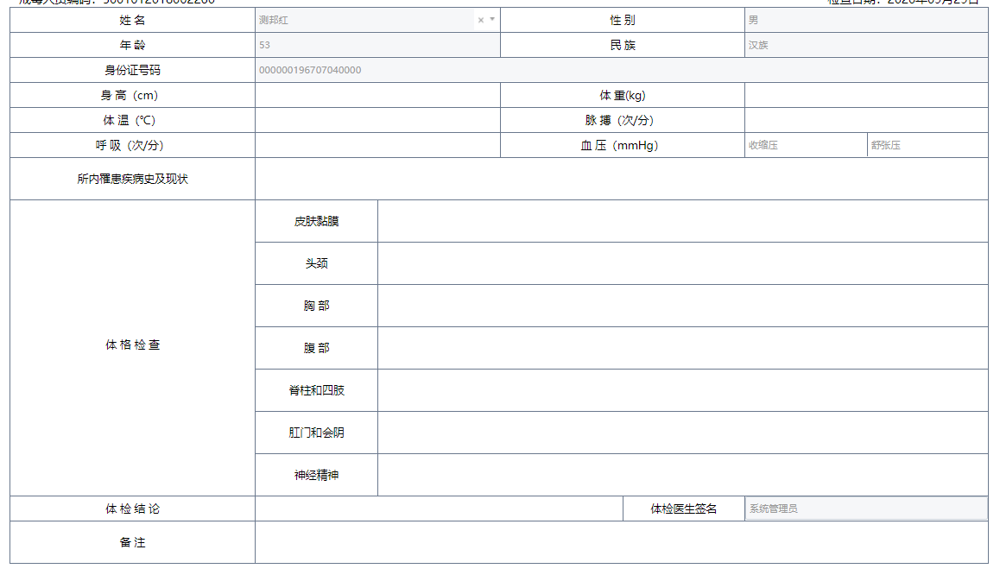 姓 名 测邦红 × 性 别 男
年 龄 53 民 族 汉族
身份证号码 000000196707040000
身 高（cm） 体 重(kg)
体 温（℃） 脉 搏（次/分）
呼 吸（次/分） 血 压（mmHg） 收缩压 舒张压
所内罹患疾病史及现状
皮肤黏膜
头颈
胸 部
体 格 检 查
腹 部
脊柱和四肢
肛门和会阴
神经精神
体 检 结 论 体检医生签名 系统管理员
备 注